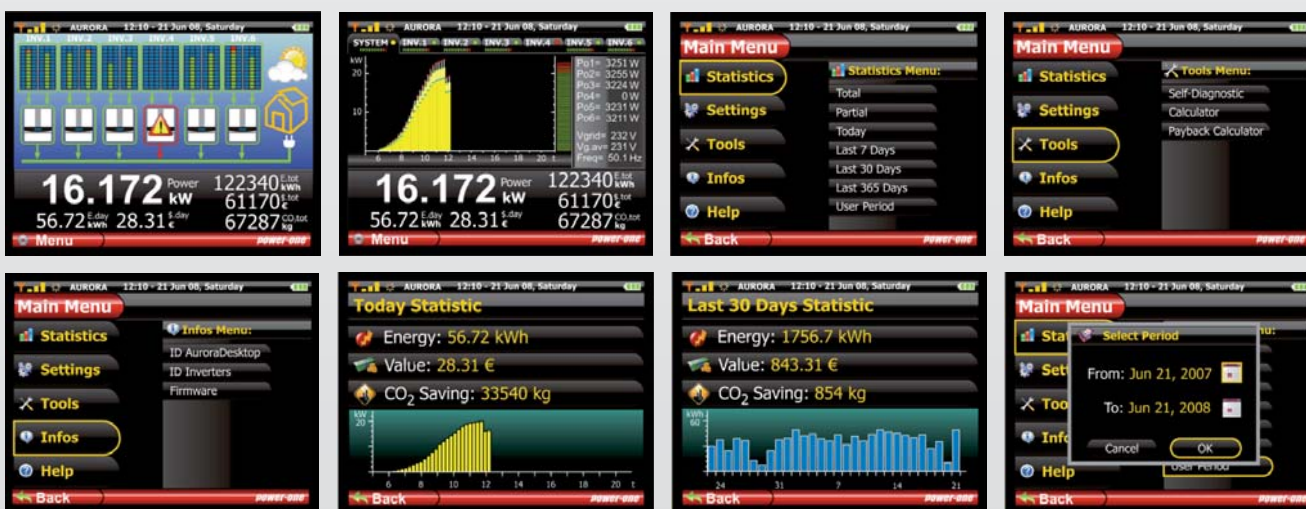 AURORA 12:10 - 21 Jun 08, Saturday
INV.1 INV.2 INV.3 INV.4 INV.5 INV.6
16.172 Power kW
122340 E.tot kWh
61170 $.tot €
56.72 E.day kWh 28.31 $.day €
67287 CO2.tot kg
Menu power-one
AURORA 12:10 - 21 Jun 08, Saturday
SYSTEM INV.1 INV.2 INV.3 INV.4 INV.5 INV.6
kW
20
10
6 8 10 12 14 16 18 20 t
Po1= 3251 W
Po2= 3255 W
Po3= 3224 W
Po4= 0 W
Po5= 3231 W
Po6= 3211 W
Vgrid= 232 V
Vg.av= 231 V
Freq= 50.1 Hz
16.172 Power kW
122340 E.tot kWh
61170 $.tot €
56.72 E.day kWh 28.31 $.day €
67287 CO2.tot kg
Menu power-one
AURORA 12:10 - 21 Jun 08, Saturday
Main Menu
Statistics
Settings
Tools
Infos
Help
Statistics Menu:
Total
Partial
Today
Last 7 Days
Last 30 Days
Last 365 Days
User Period
Back power-one
AURORA 12:10 - 21 Jun 08, Saturday
Main Menu
Statistics
Settings
Tools
Infos
Help
Tools Menu:
Self-Diagnostic
Calculator
Payback Calculator
Back power-one
AURORA 12:10 - 21 Jun 08, Saturday
Main Menu
Statistics
Settings
Tools
Infos
Help
Infos Menu:
ID AuroraDesktop
ID Inverters
Firmware
Back power-one
AURORA 12:10 - 21 Jun 08, Saturday
Today Statistic
Energy: 56.72 kWh
Value: 28.31 €
CO2 Saving: 33540 kg
kW
20
6 8 10 12 14 16 18 20 t
Back power-one
AURORA 12:10 - 21 Jun 08, Saturday
Last 30 Days Statistic
Energy: 1756.7 kWh
Value: 843.31 €
CO2 Saving: 854 kg
kWh
60
24 31 7 14 21
Back power-one
AURORA 12:10 - 21 Jun 08, Saturday
Main Menu
Select Period
From: Jun 21, 2007
To: Jun 21, 2008
Cancel OK
Help
User Period
Back power-one